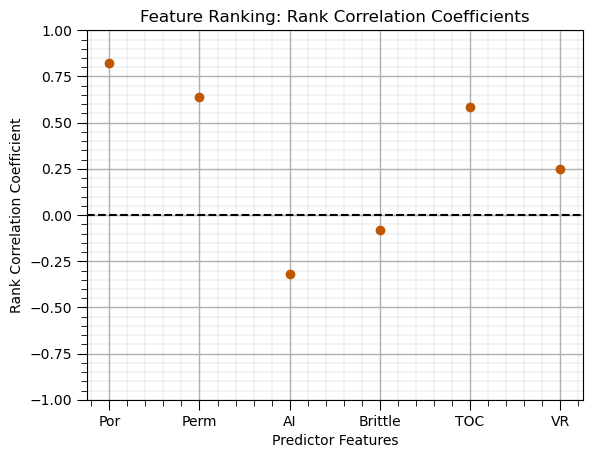 Feature Ranking: Rank Correlation Coefficients
Rank Correlation Coefficient
1.00
0.75
0.50
0.25
0.00
−0.25
−0.50
−0.75
−1.00
Por Perm AI Brittle TOC VR
Predictor Features